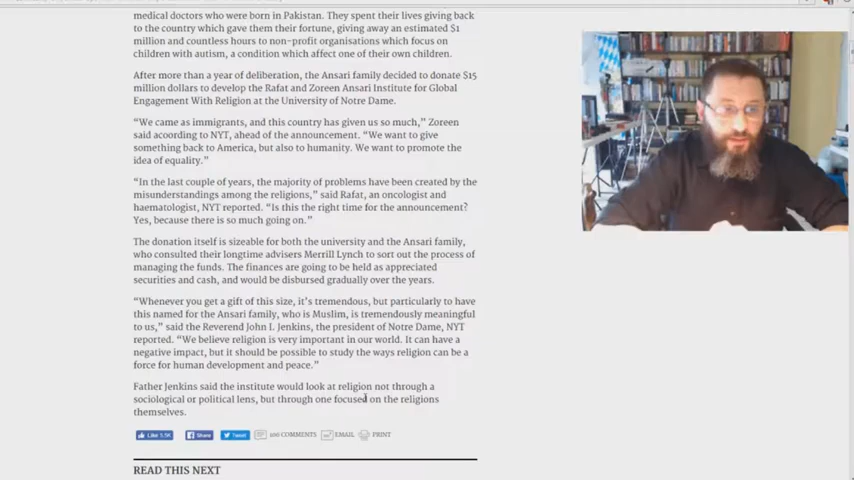 medical doctors who were born in Pakistan. They spent their lives giving back
to the country which gave them their fortune, giving away an estimated $1
million and countless hours to non-profit organisations which focus on
children with autism, a condition which affect one of their own children.
After more than a year of deliberation, the Ansari family decided to donate $15
million dollars to develop the Rafat and Zoreen Ansari Institute for Global
Engagement With Religion at the University of Notre Dame.
“We came as immigrants, and this country has given us so much,” Zoreen
said acoording to NYT, ahead of the announcement. “We want to give
something back to America, but also to humanity. We want to promote the
idea of equality.”
“In the last couple of years, the majority of problems have been created by the
misunderstandings among the religions,” said Rafat, an oncologist and
haematologist, NYT reported. “Is this the right time for the announcement?
Yes, because there is so much going on.”
The donation itself is sizeable for both the university and the Ansari family,
who consulted their longtime advisers Merrill Lynch to sort out the process of
managing the funds. The finances are going to be held as appreciated
securities and cash, and would be disbursed gradually over the years.
“Whenever you get a gift of this size, it’s tremendous, but particularly to have
this named for the Ansari family, who is Muslim, is tremendously meaningful
to us,” said the Reverend John I. Jenkins, the president of Notre Dame, NYT
reported. “We believe religion is very important in our world. It can have a
negative impact, but it should be possible to study the ways religion can be a
force for human development and peace.”
Father Jenkins said the institute would look at religion not through a
sociological or political lens, but through one focused on the religions
themselves.
Like 5.3K Share Tweet 100 COMMENTS EMAIL PRINT
READ THIS NEXT